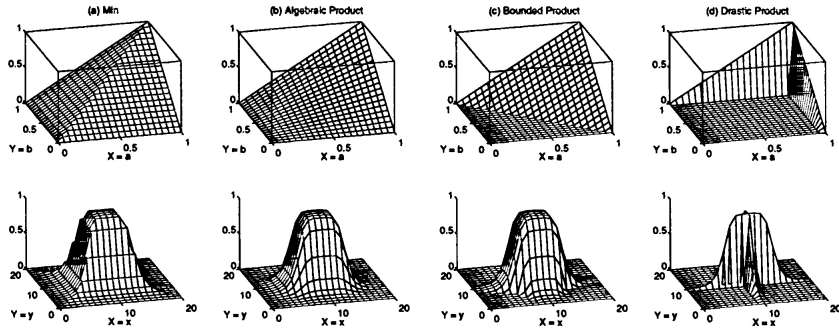 (a) Min
(b) Algebraic Product
(c) Bounded Product
(d) Drastic Product
1 1 1 1
0.5 0.5 0.5 0.5
0 0 0 0
1 1 1 1
0.5 0.5 0.5 0.5
Y = b 0 0 0.5 1 Y = b 0 0 0.5 1 Y = b 0 0 0.5 1 Y = b 0 0 0.5 1
X = a X = a X = a X = a
1 1 1 1
0.5 0.5 0.5 0.5
0 0 0 0
20 20 20 20
10 10 10 10
Y = y 0 0 10 20 Y = y 0 0 10 20 Y = y 0 0 10 20 Y = y 0 0 10 20
X = x X = x X = x X = x